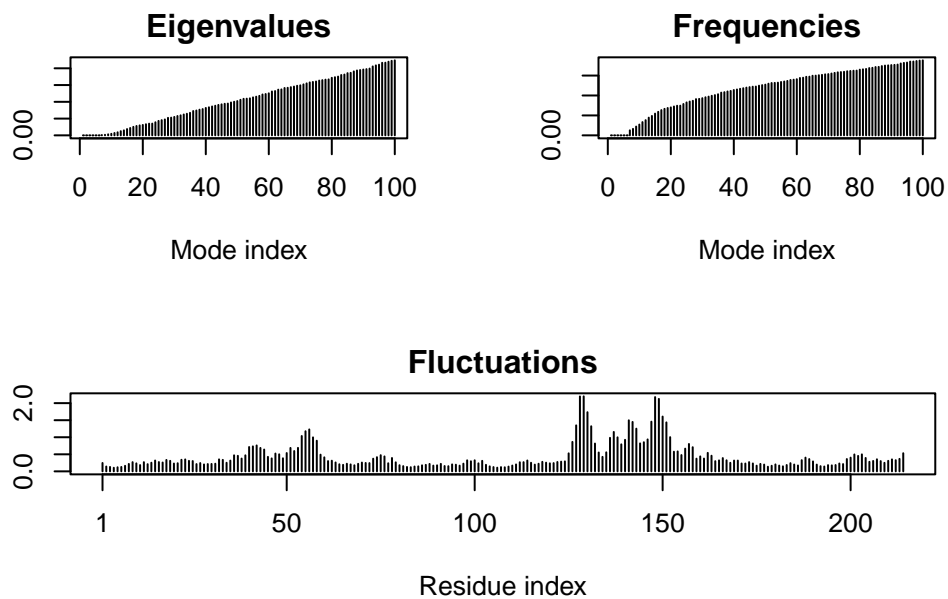 Eigenvalues
0.00
0 20 40 60 80 100
Mode index
Frequencies
0.00
0 20 40 60 80 100
Mode index
Fluctuations
2.0
0.0
1 50 100 150 200
Residue index